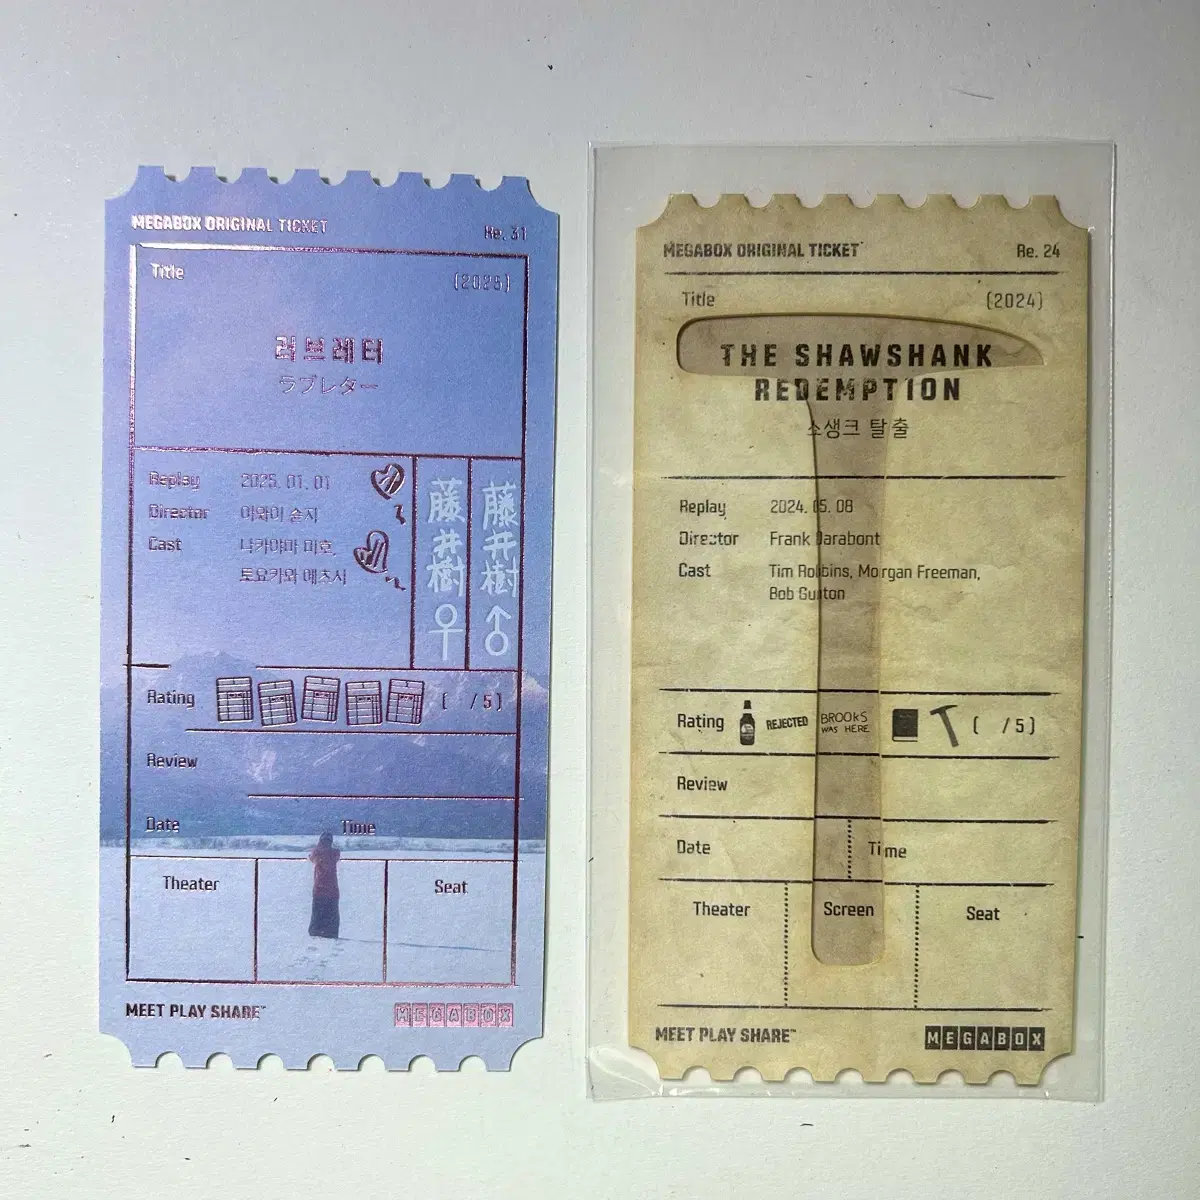 MEGABOX ORIGINAL TICKET
Re. 31
Title
(2025)
러브레터
ラブレター
Replay 2025. 01. 01
Director 이와이 슌지
Cast 나카야마 미호,
토요카와 에츠시
藤井樹♀
藤井樹♂
Rating ( /5)
Review
Date Time
Theater Seat
MEET PLAY SHARE™
MEGABOX
MEGABOX ORIGINAL TICKET
Re. 24
Title
(2024)
THE SHAWSHANK
REDEMPTION
쇼생크 탈출
Replay 2024. 05. 08
Director Frank Darabont
Cast Tim Robbins, Morgan Freeman,
Bob Gunton
Rating REJECTED BROOKS WAS HERE ( /5)
Review
Date Time
Theater Screen Seat
MEET PLAY SHARE™
MEGABOX